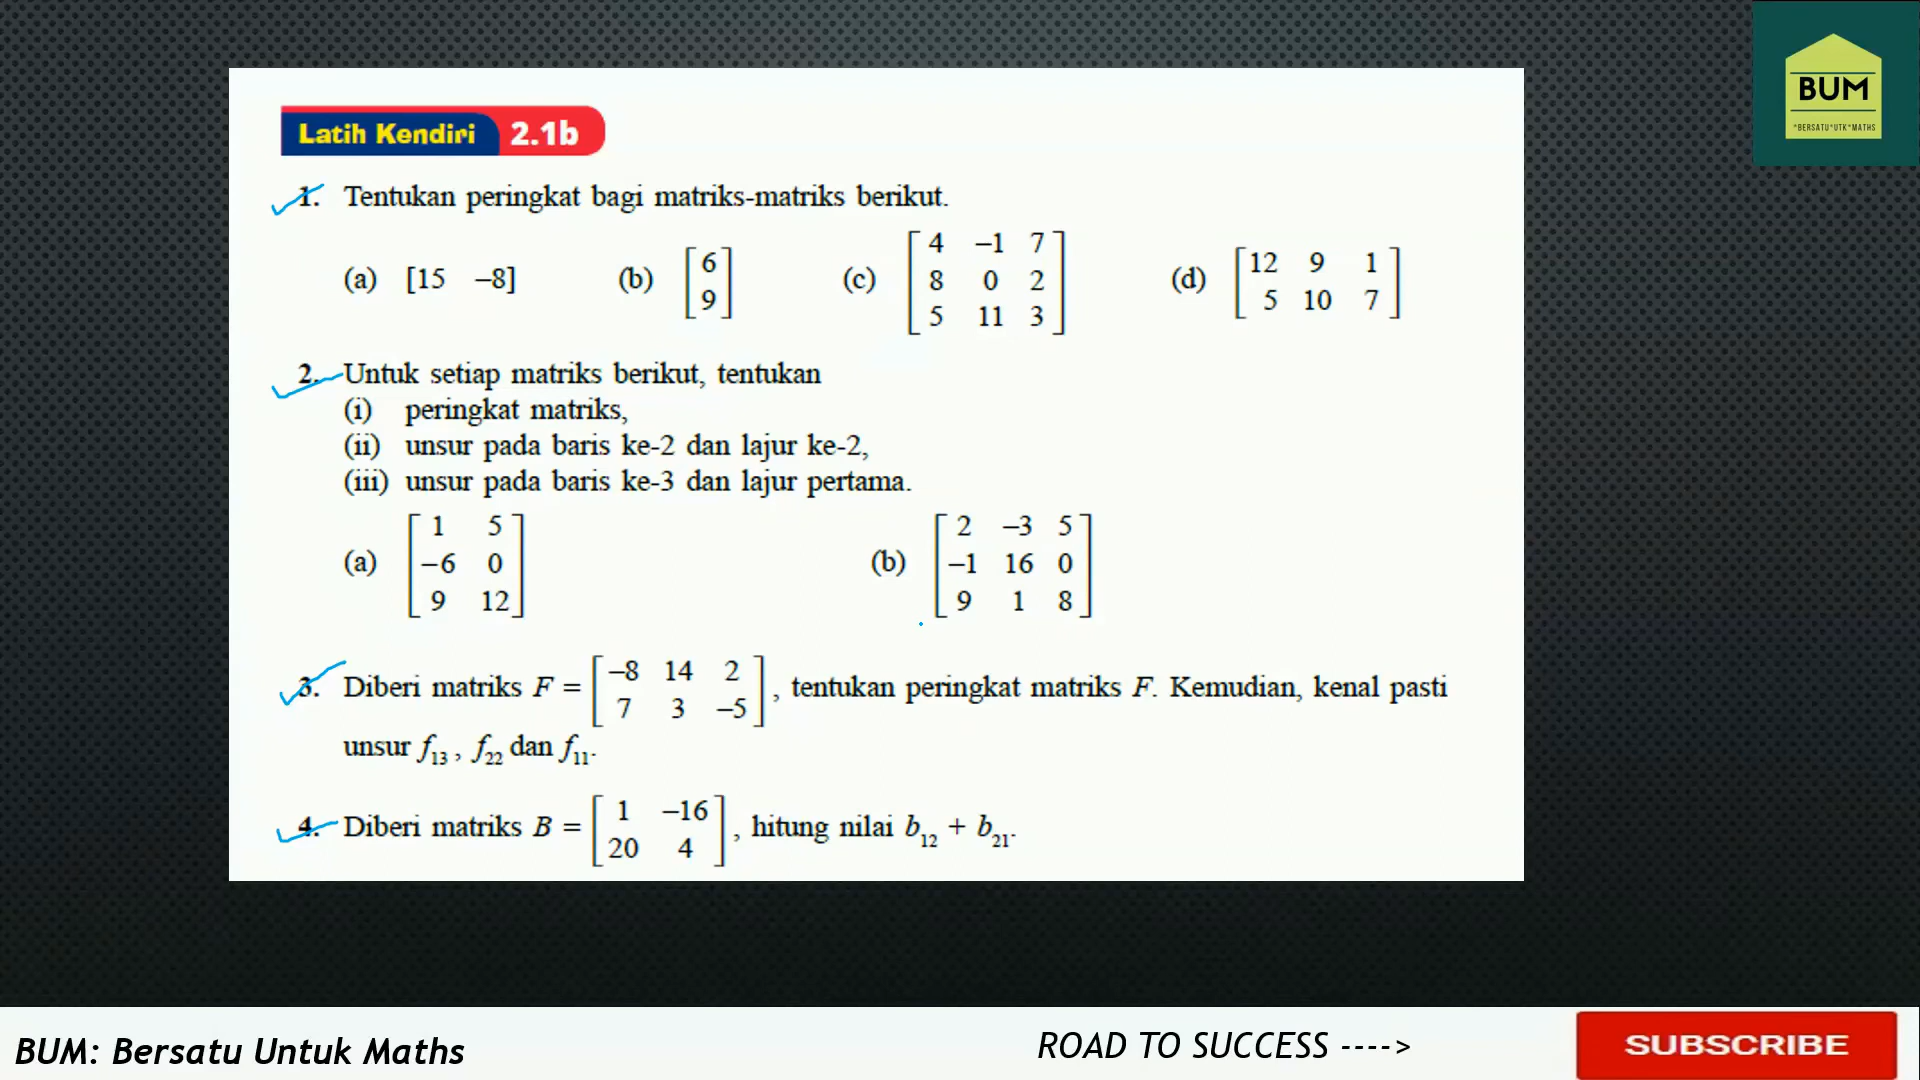 BUM
"BERSATU"UTK"MATHS
Latih Kendiri 2.1b
1. Tentukan peringkat bagi matriks-matriks berikut.
(a) [15 –8] (b) [6 (c) [4 –1 7 (d) [12 9 1
9] 8 0 2 5 10 7]
5 11 3]
2. Untuk setiap matriks berikut, tentukan
(i) peringkat matriks,
(ii) unsur pada baris ke-2 dan lajur ke-2,
(iii) unsur pada baris ke-3 dan lajur pertama.
(a) [1 5 (b) [2 –3 5
–6 0 –1 16 0
9 12] 9 1 8]
3. Diberi matriks F = [–8 14 2
7 3 –5], tentukan peringkat matriks F. Kemudian, kenal pasti
unsur f13 , f22 dan f11.
4. Diberi matriks B = [1 –16
20 4], hitung nilai b12 + b21.
BUM: Bersatu Untuk Maths
ROAD TO SUCCESS ---->
SUBSCRIBE